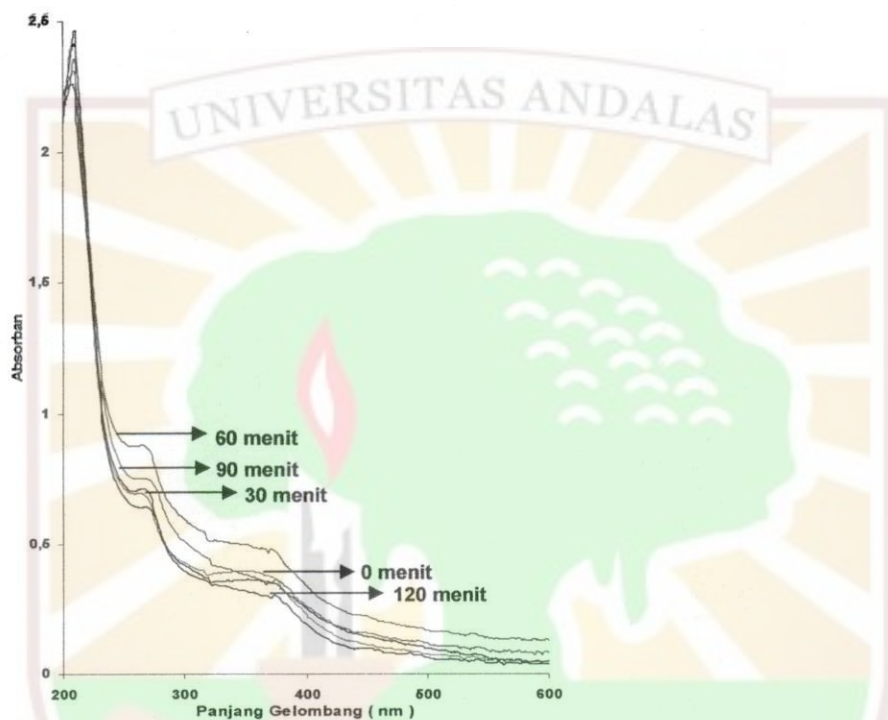 2,5
UNIVERSITAS ANDALAS
2
1,5
Absorban
1
60 menit
90 menit
30 menit
0,5
0 menit
120 menit
0
200
300
400
500
600
Panjang Gelombang ( nm )